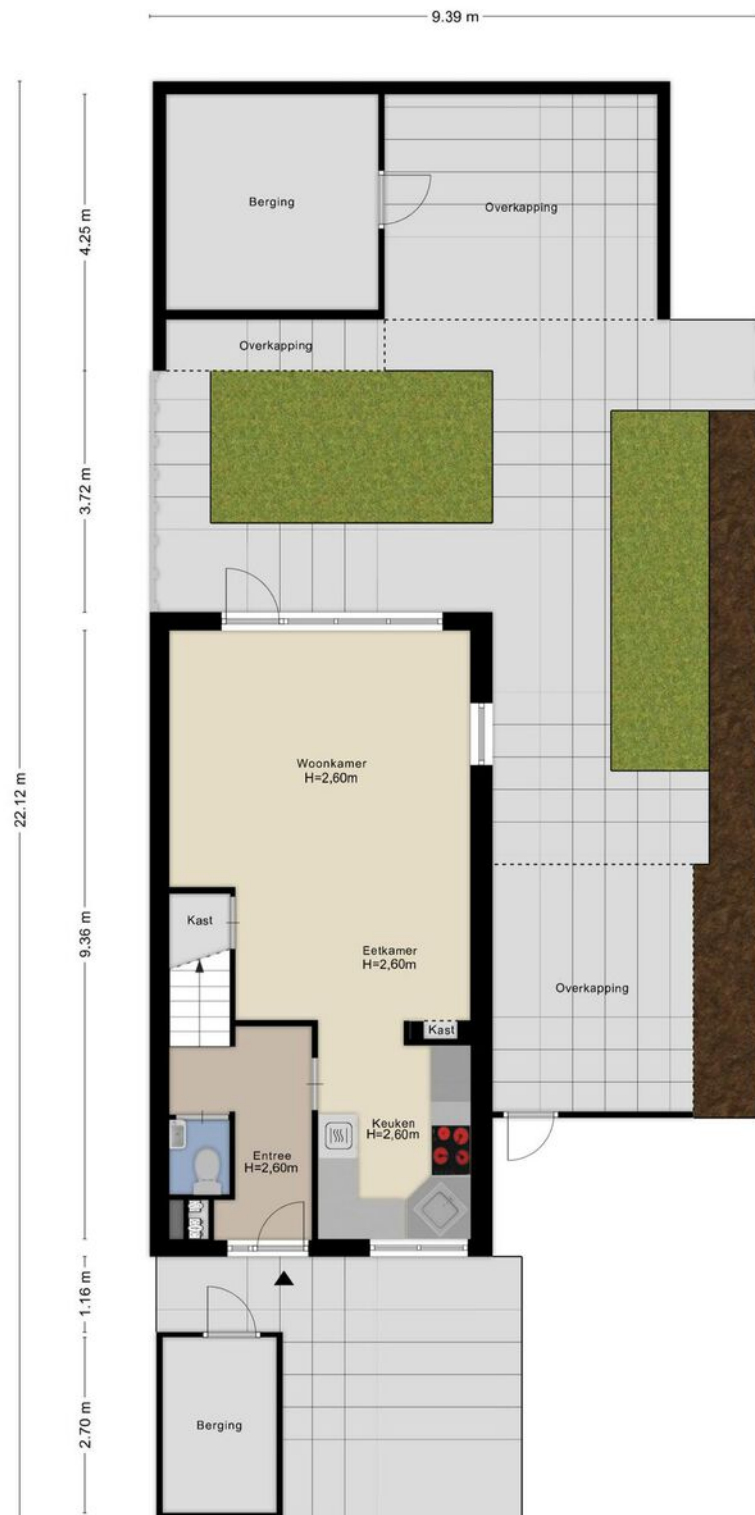 9.39 m
4.25 m
Berging
Overkapping
Overkapping
3.72 m
22.12 m
Woonkamer
H=2,60m
9.36 m
Kast
Eetkamer
H=2,60m
Overkapping
Kast
Keuken
H=2,60m
Entree
H=2,60m
1.16 m
2.70 m
Berging